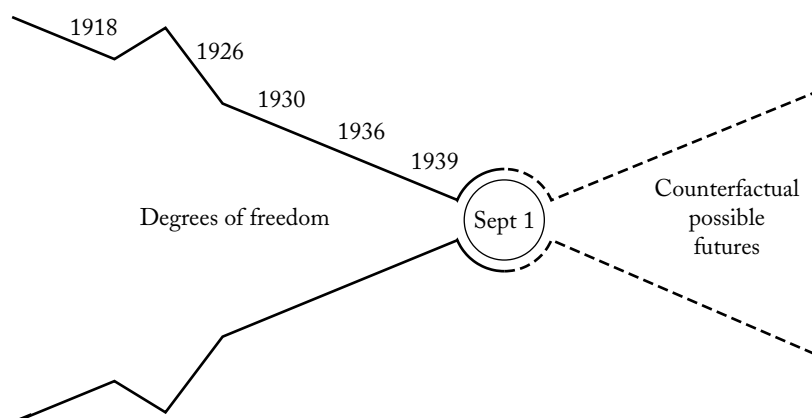 1918
1926
1930
1936
1939
Degrees of freedom
Sept 1
Counterfactual
possible
futures